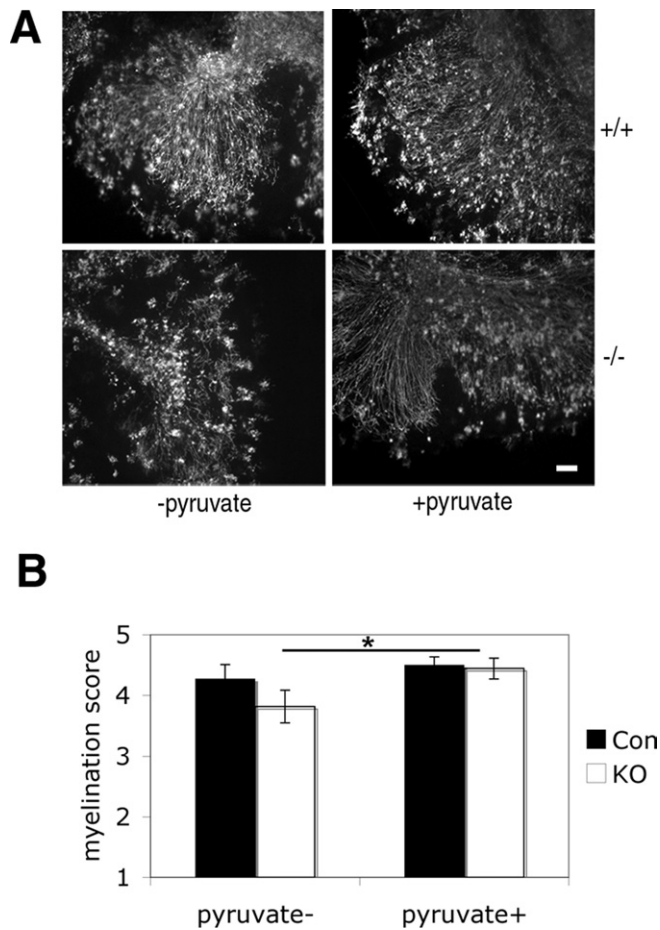 A
+/+
-/-
-pyruvate
+pyruvate
B
*
5
4
3
2
1
myelination score
pyruvate-
pyruvate+
Con
KO